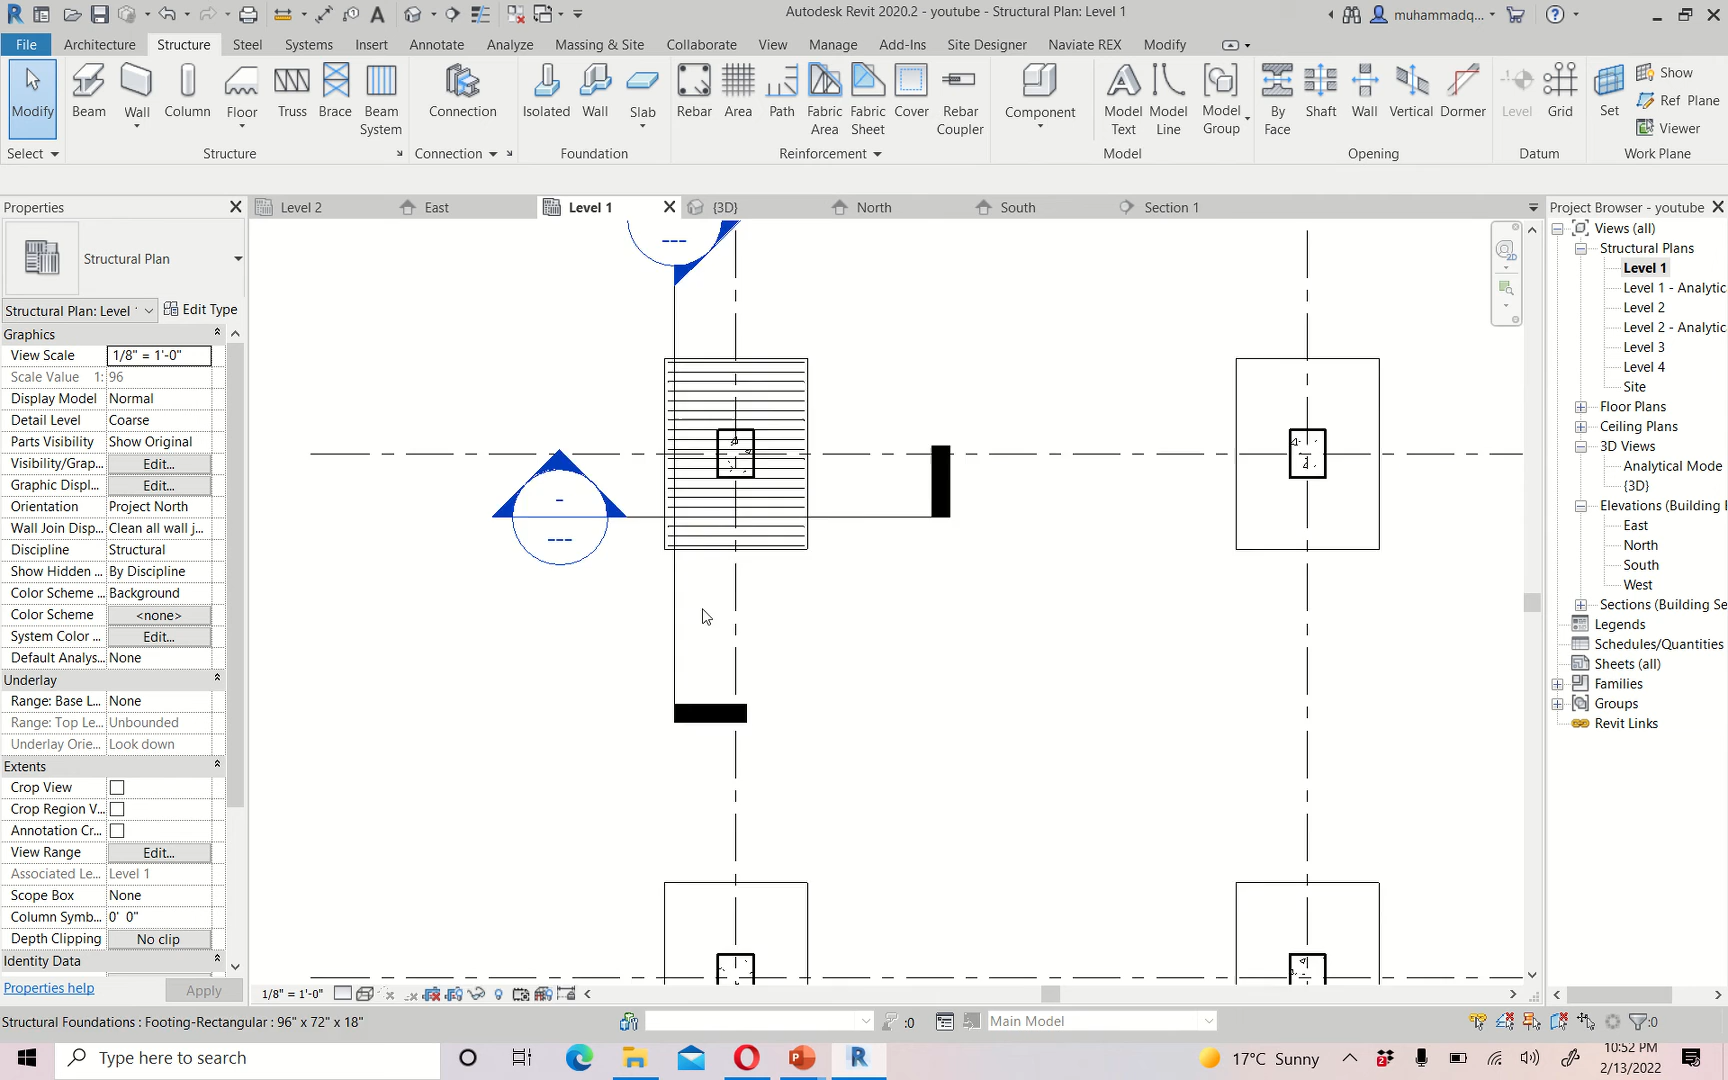 Autodesk Revit 2020.2 - youtube - Structural Plan: Level 1
muhammadq...
File Architecture Structure Steel Systems Insert Annotate Analyze Massing & Site Collaborate View Manage Add-Ins Site Designer Naviate REX Modify
Modify Beam Wall Column Floor Truss Brace Beam System Connection Isolated Wall Slab Rebar Area Path Fabric Area Fabric Sheet Cover Rebar Coupler Component Model Text Model Line Model Group By Face Shaft Wall Vertical Dormer Level Grid Set Show Ref Plane Viewer
Select Structure Connection Foundation Reinforcement Model Opening Datum Work Plane
Properties
Level 2 East Level 1 {3D} North South Section 1
Project Browser - youtube
Structural Plan
Structural Plan: Level
Edit Type
Graphics
View Scale 1/8" = 1'-0"
Scale Value 1: 96
Display Model Normal
Detail Level Coarse
Parts Visibility Show Original
Visibility/Grap... Edit...
Graphic Displ... Edit...
Orientation Project North
Wall Join Disp... Clean all wall j...
Discipline Structural
Show Hidden ... By Discipline
Color Scheme ... Background
Color Scheme <none>
System Color ... Edit...
Default Analys... None
Underlay
Range: Base L... None
Range: Top Le... Unbounded
Underlay Orie... Look down
Extents
Crop View
Crop Region V...
Annotation Cr...
View Range Edit...
Associated Le... Level 1
Scope Box None
Column Symb... 0' 0"
Depth Clipping No clip
Identity Data
Properties help
Apply
-
---
---
Views (all)
Structural Plans
Level 1
Level 1 - Analytic
Level 2
Level 2 - Analytic
Level 3
Level 4
Site
Floor Plans
Ceiling Plans
3D Views
Analytical Mode
{3D}
Elevations (Building E
East
North
South
West
Sections (Building Se
Legends
Schedules/Quantities
Sheets (all)
Families
Groups
Revit Links
1/8" = 1'-0"
Structural Foundations : Footing-Rectangular : 96" x 72" x 18"
:0
Main Model
:0
Type here to search
17°C Sunny
10:52 PM
2/13/2022